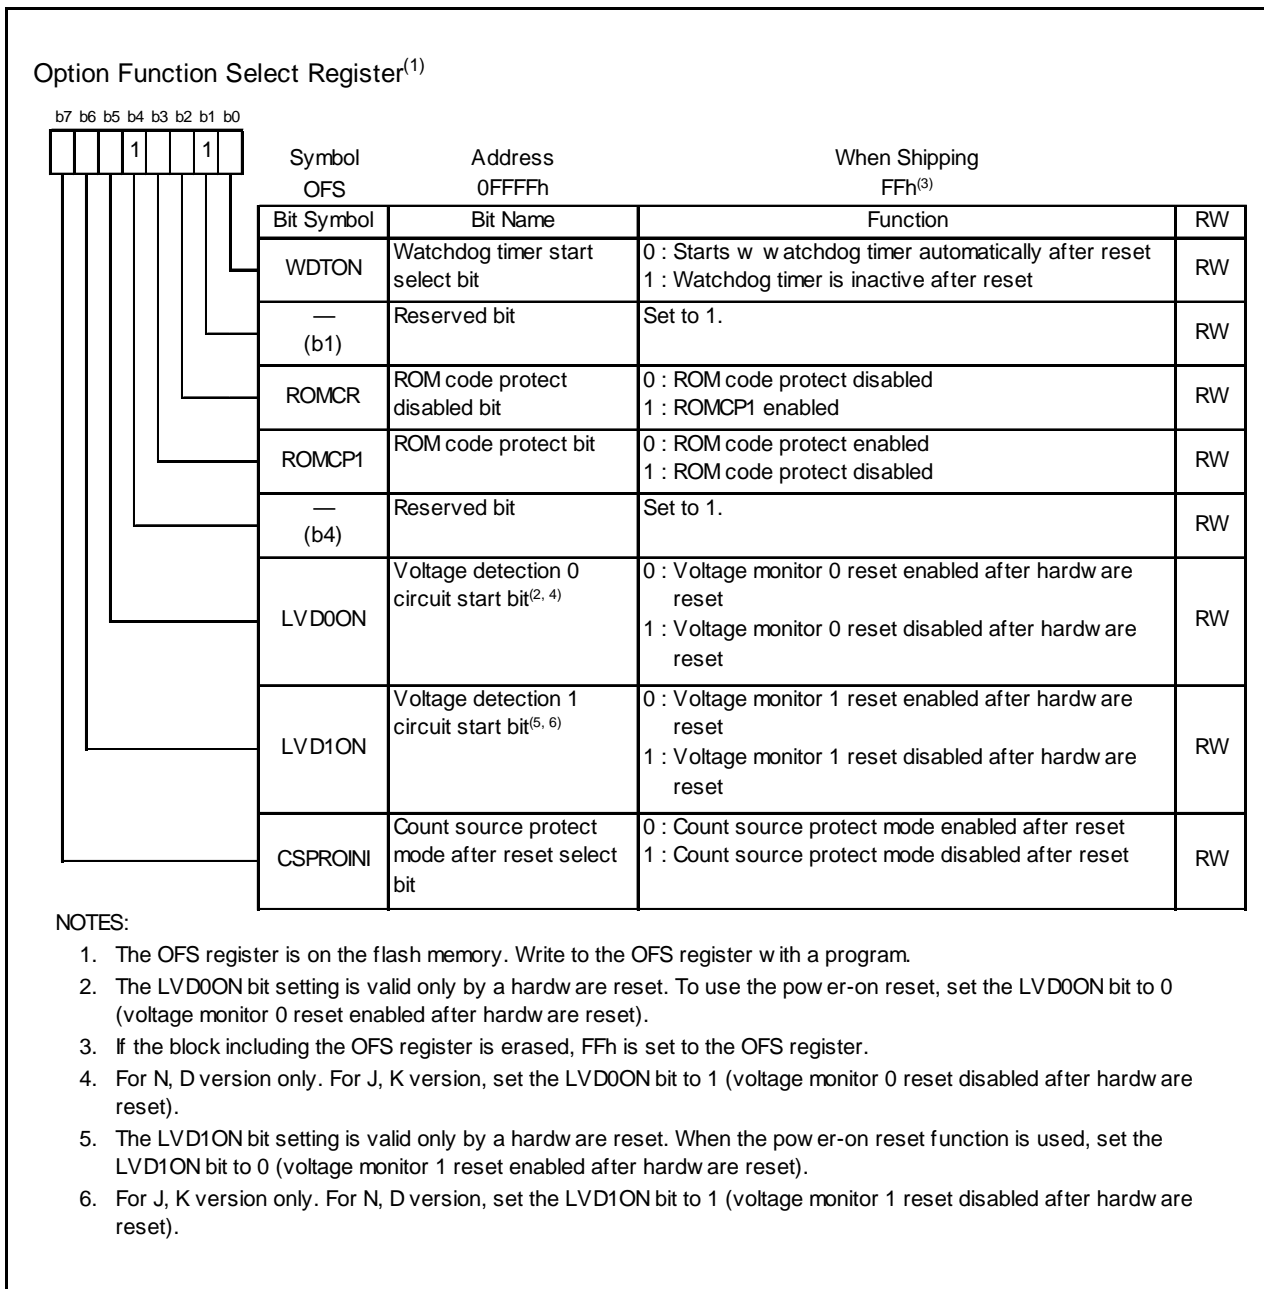 Option Function Select Register(1)
b7 b6 b5 b4 b3 b2 b1 b0
1 1
Symbol Address When Shipping
OFS 0FFFFh FFh(3)
Bit Symbol Bit Name Function RW
WDTON Watchdog timer start select bit 0 : Starts w w atchdog timer automatically after reset RW
1 : Watchdog timer is inactive after reset
— (b1) Reserved bit Set to 1. RW
ROMCR ROM code protect disabled bit 0 : ROM code protect disabled RW
1 : ROMCP1 enabled
ROMCP1 ROM code protect bit 0 : ROM code protect enabled RW
1 : ROM code protect disabled
— (b4) Reserved bit Set to 1. RW
LVD0ON Voltage detection 0 circuit start bit(2, 4) 0 : Voltage monitor 0 reset enabled after hardw are reset RW
1 : Voltage monitor 0 reset disabled after hardw are reset
LVD1ON Voltage detection 1 circuit start bit(5, 6) 0 : Voltage monitor 1 reset enabled after hardw are reset RW
1 : Voltage monitor 1 reset disabled after hardw are reset
CSPROINI Count source protect mode after reset select bit 0 : Count source protect mode enabled after reset RW
1 : Count source protect mode disabled after reset
NOTES:
1. The OFS register is on the flash memory. Write to the OFS register w ith a program.
2. The LVD0ON bit setting is valid only by a hardw are reset. To use the pow er-on reset, set the LVD0ON bit to 0
(voltage monitor 0 reset enabled after hardw are reset).
3. If the block including the OFS register is erased, FFh is set to the OFS register.
4. For N, D version only. For J, K version, set the LVD0ON bit to 1 (voltage monitor 0 reset disabled after hardw are
reset).
5. The LVD1ON bit setting is valid only by a hardw are reset. When the pow er-on reset function is used, set the
LVD1ON bit to 0 (voltage monitor 1 reset enabled after hardw are reset).
6. For J, K version only. For N, D version, set the LVD1ON bit to 1 (voltage monitor 1 reset disabled after hardw are
reset).